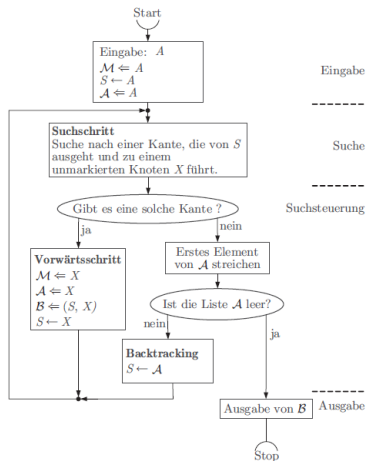 Start
Eingabe: A
ℳ ⇐ A
S ← A
𝒜 ⇐ A
Eingabe
Suchschritt
Suche nach einer Kante, die von S
ausgeht und zu einem
unmarkierten Knoten X führt.
Suche
Gibt es eine solche Kante ?
Suchsteuerung
ja
nein
Vorwärtsschritt
ℳ ⇐ X
𝒜 ⇐ X
ℬ ⇐ (S, X)
S ← X
Erstes Element
von 𝒜 streichen
Ist die Liste 𝒜 leer?
nein
ja
Backtracking
S ← 𝒜
Ausgabe von ℬ
Ausgabe
Stop